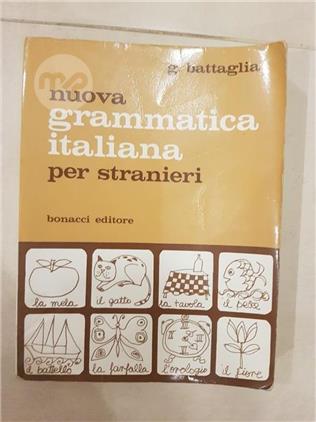 g. battaglia
nuova
grammatica
italiana
per stranieri
bonacci editore
la mela
il gatto
la tavola
il pesce
il battello
la farfalla
l'orologio
il fiore